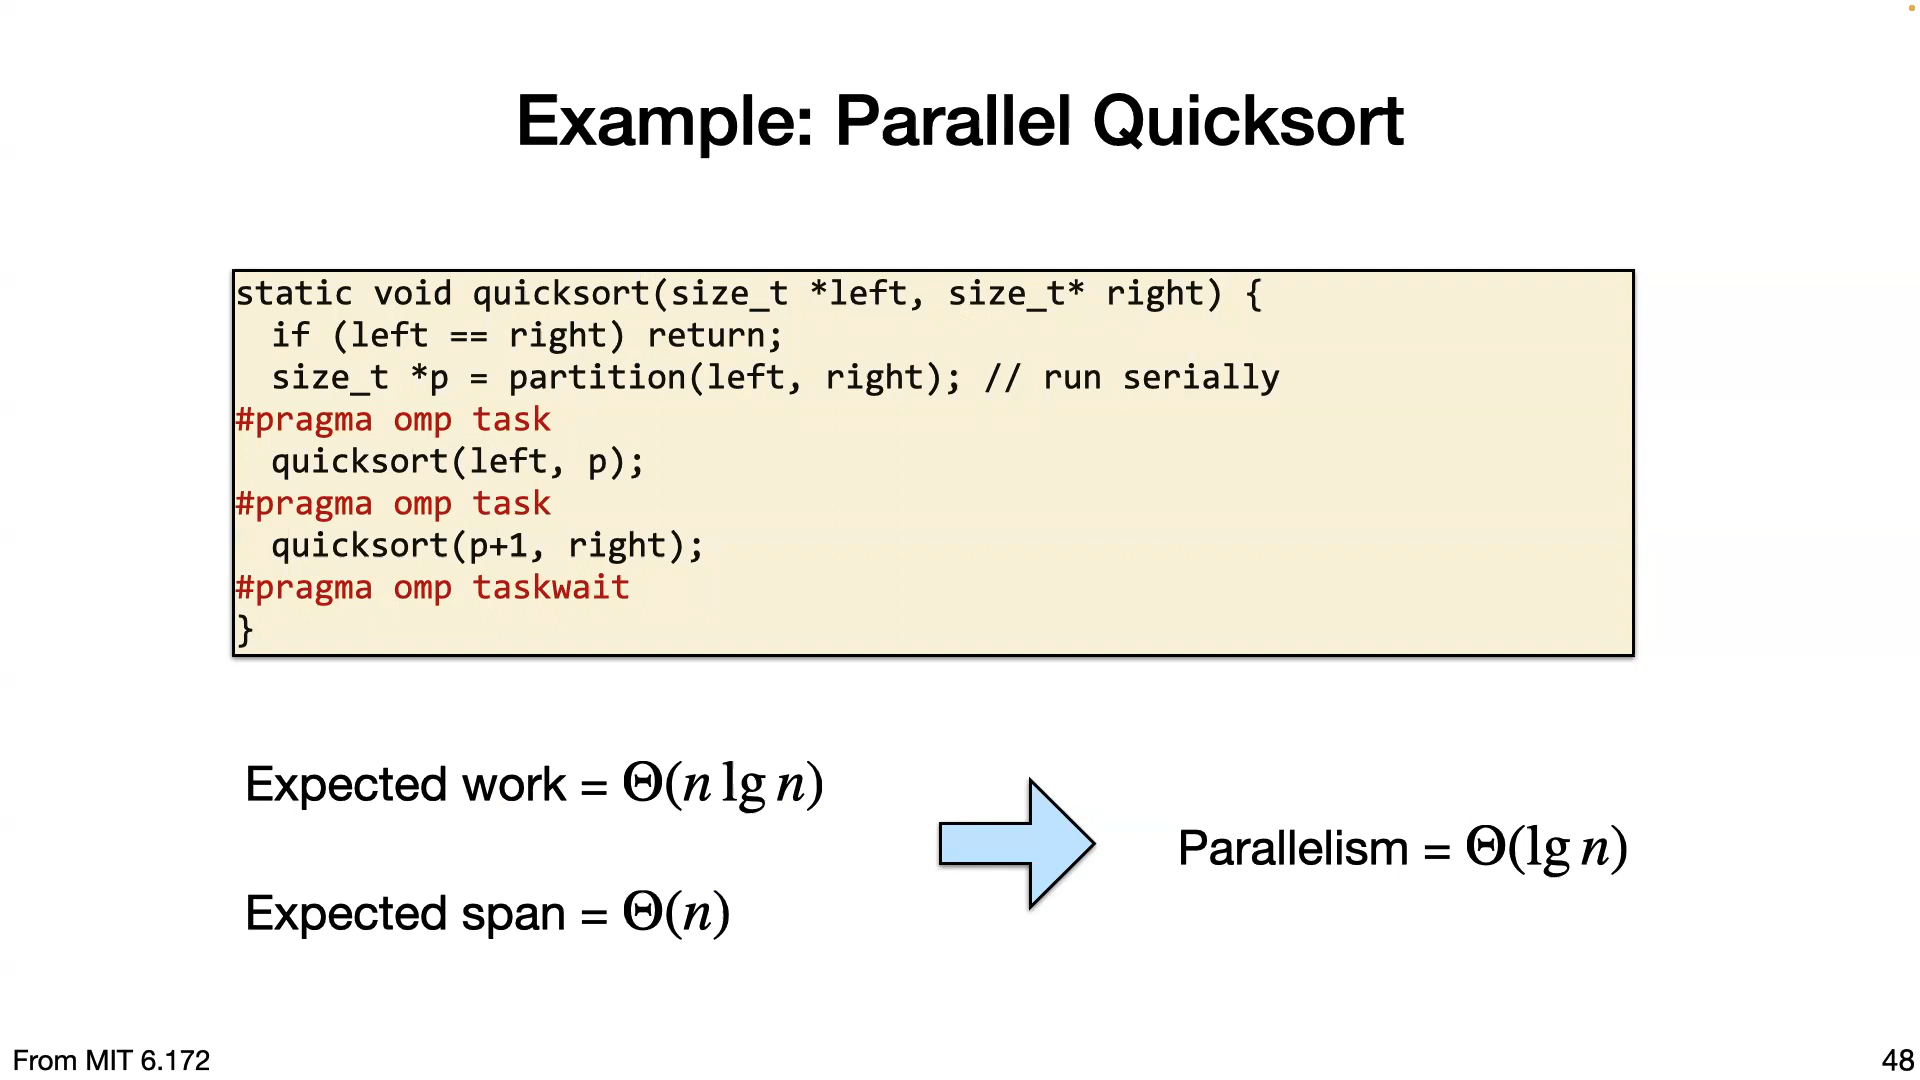 Example: Parallel Quicksort
static void quicksort(size_t *left, size_t* right) {
  if (left == right) return;
  size_t *p = partition(left, right); // run serially
#pragma omp task
  quicksort(left, p);
#pragma omp task
  quicksort(p+1, right);
#pragma omp taskwait
}
Expected work = Θ(n lg n)
Expected span = Θ(n)
Parallelism = Θ(lg n)
From MIT 6.172
48